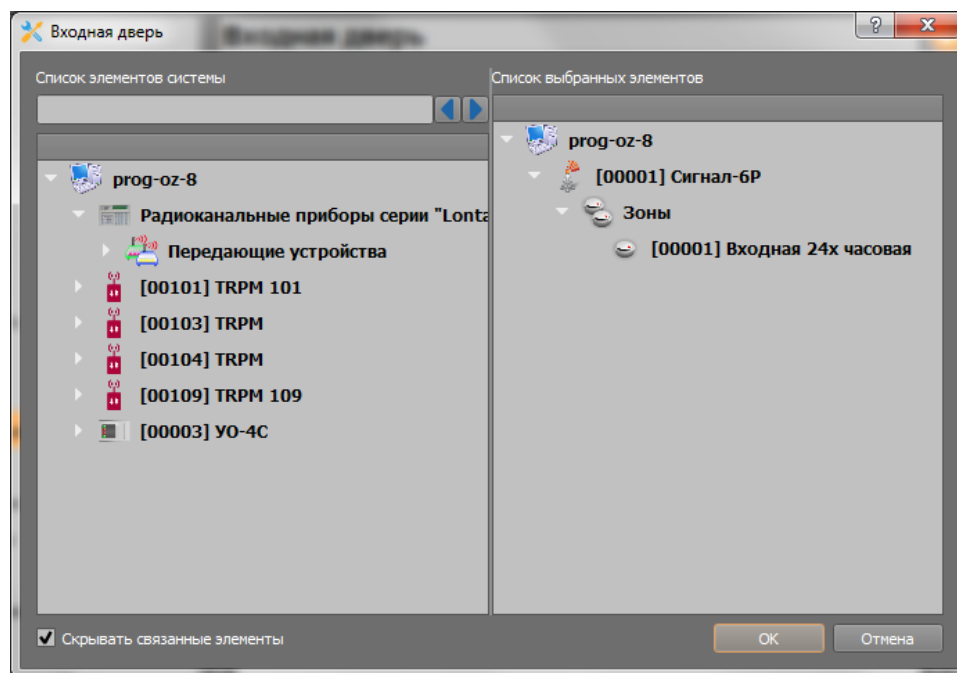 Входная дверь
Список элементов системы
prog-oz-8
Радиоканальные приборы серии "Lonta
Передающие устройства
[00101] TRPM 101
[00103] TRPM
[00104] TRPM
[00109] TRPM 109
[00003] УО-4С
Список выбранных элементов
prog-oz-8
[00001] Сигнал-6Р
Зоны
[00001] Входная 24х часовая
Скрывать связанные элементы
ОК
Отмена